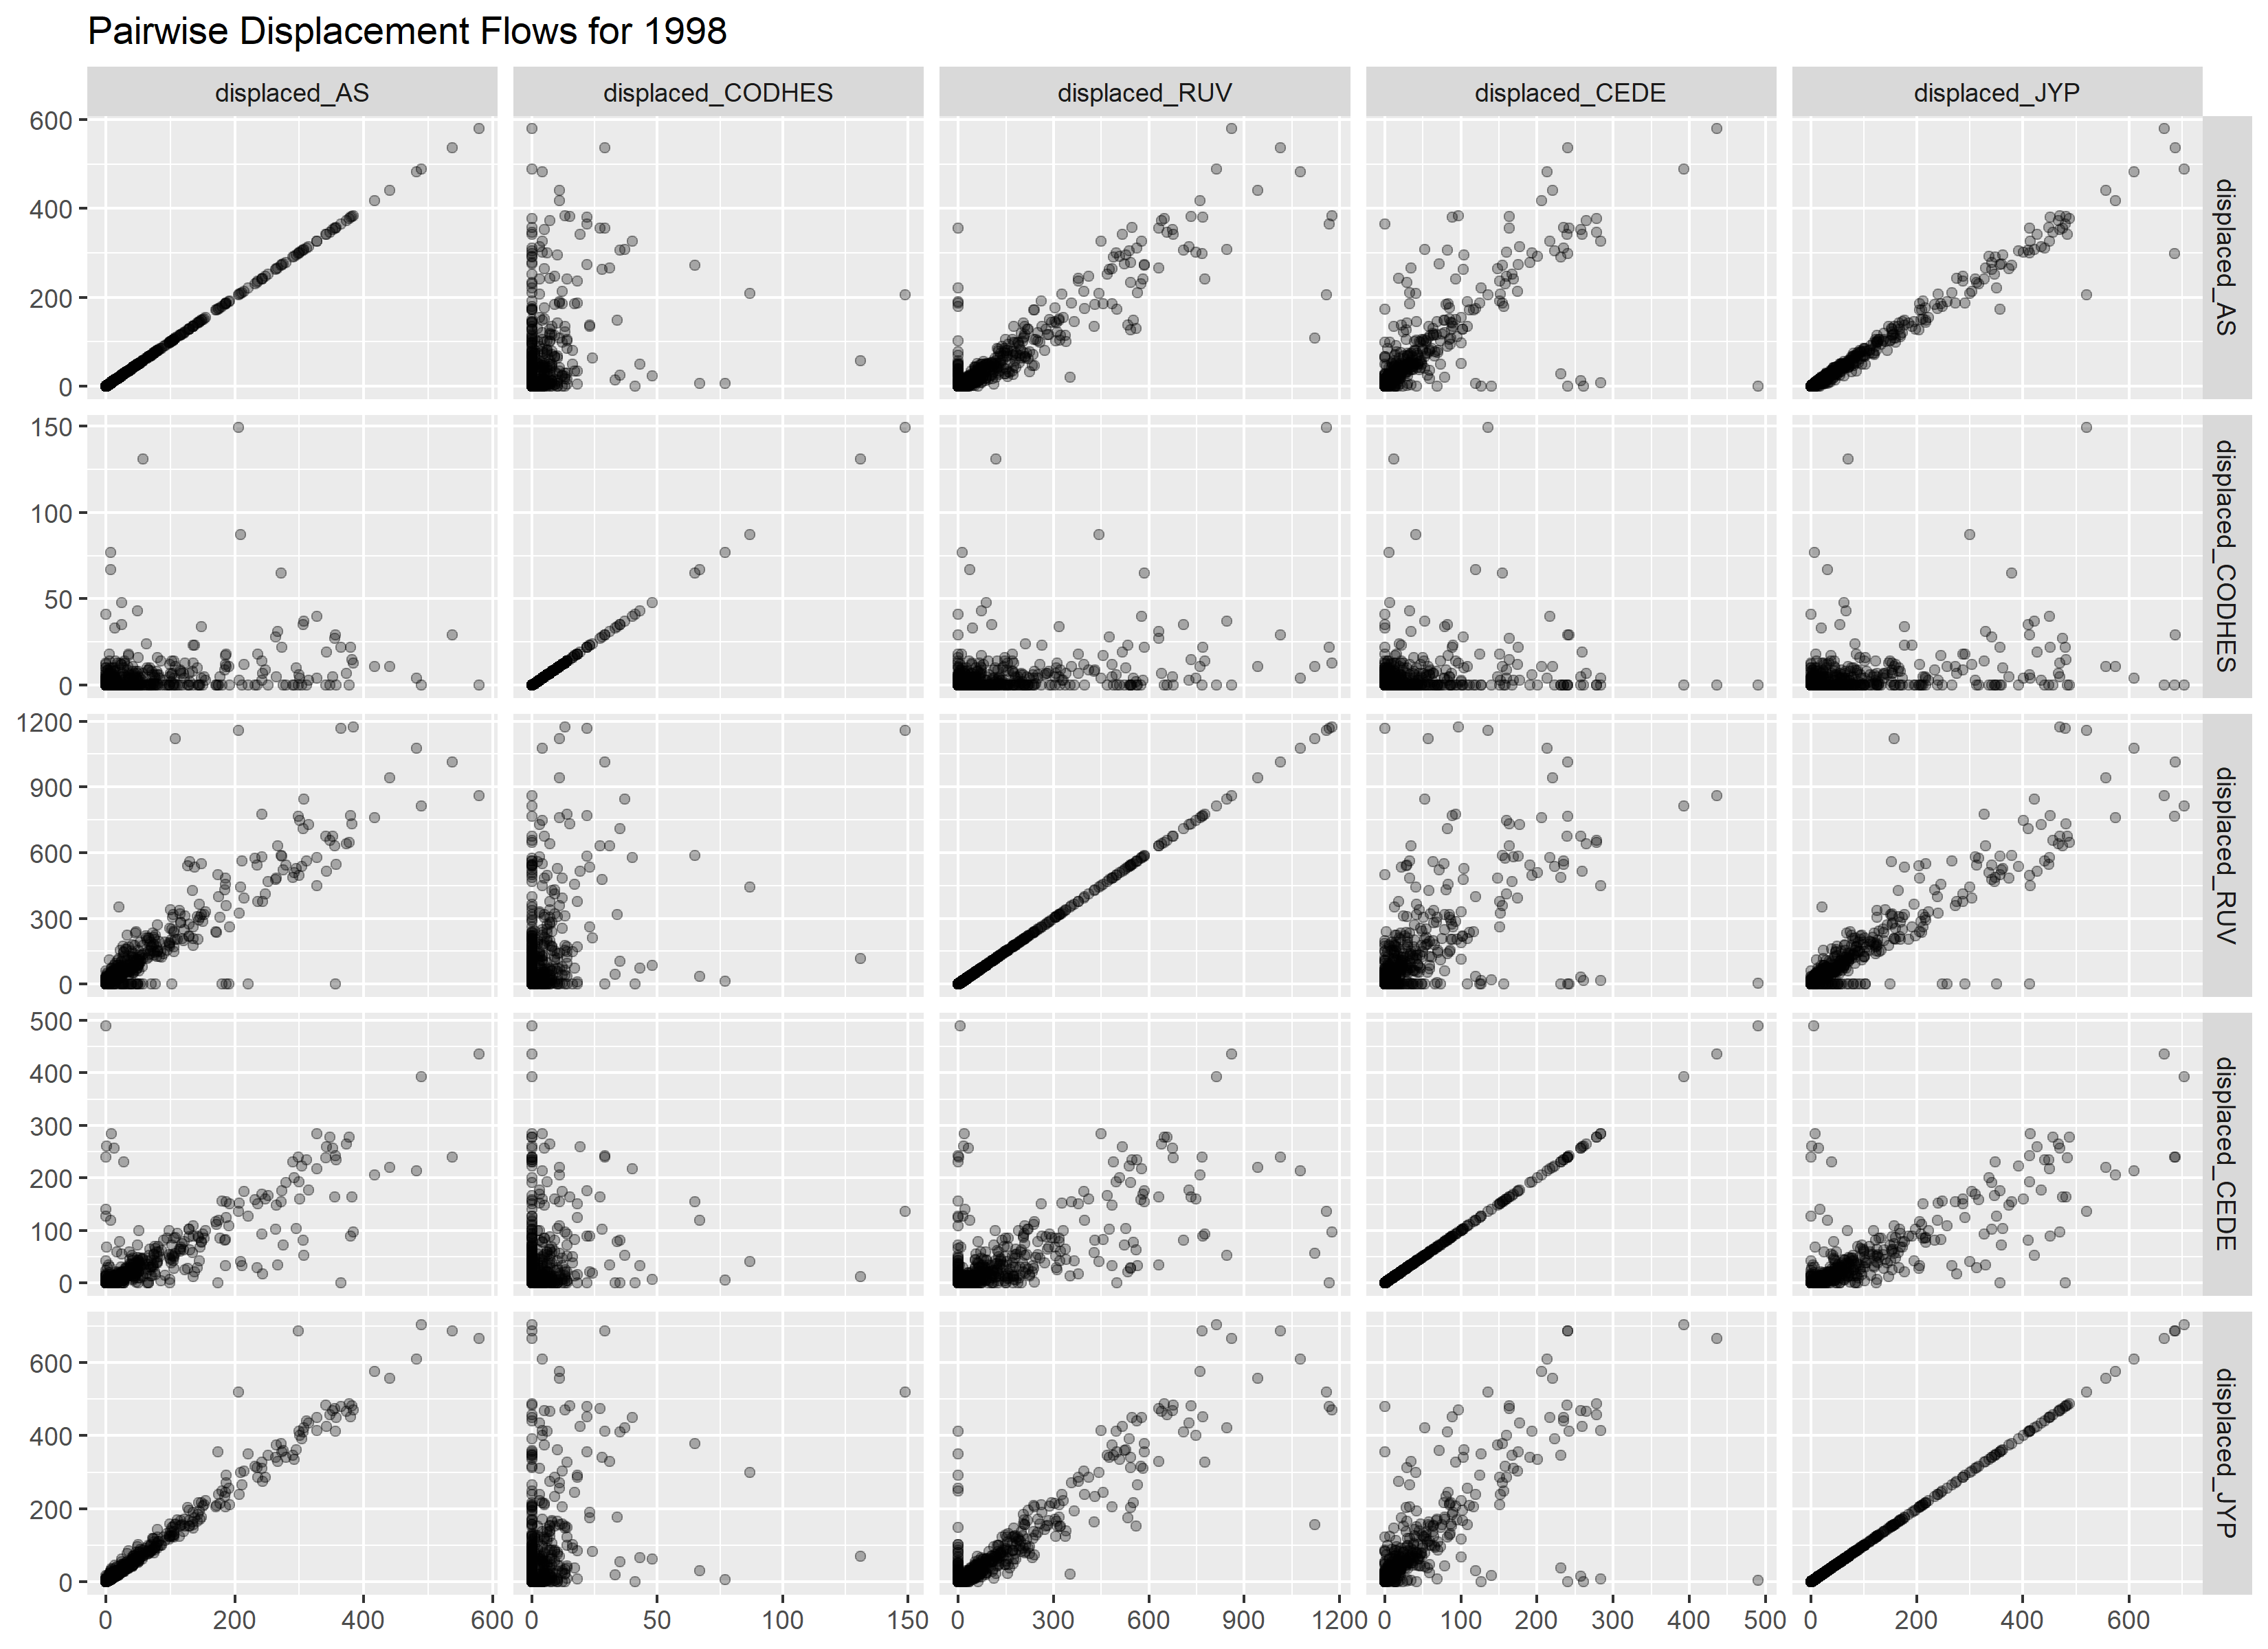 Pairwise Displacement Flows for 1998
displaced_AS displaced_CODHES displaced_RUV displaced_CEDE displaced_JYP
600
400
200
0
displaced_AS
150
100
50
0
displaced_CODHES
1200
900
600
300
0
displaced_RUV
500
400
300
200
100
0
displaced_CEDE
600
400
200
0
displaced_JYP
0 200 400 600 0 50 100 150 0 300 600 900 1200 0 100 200 300 400 500 0 200 400 600